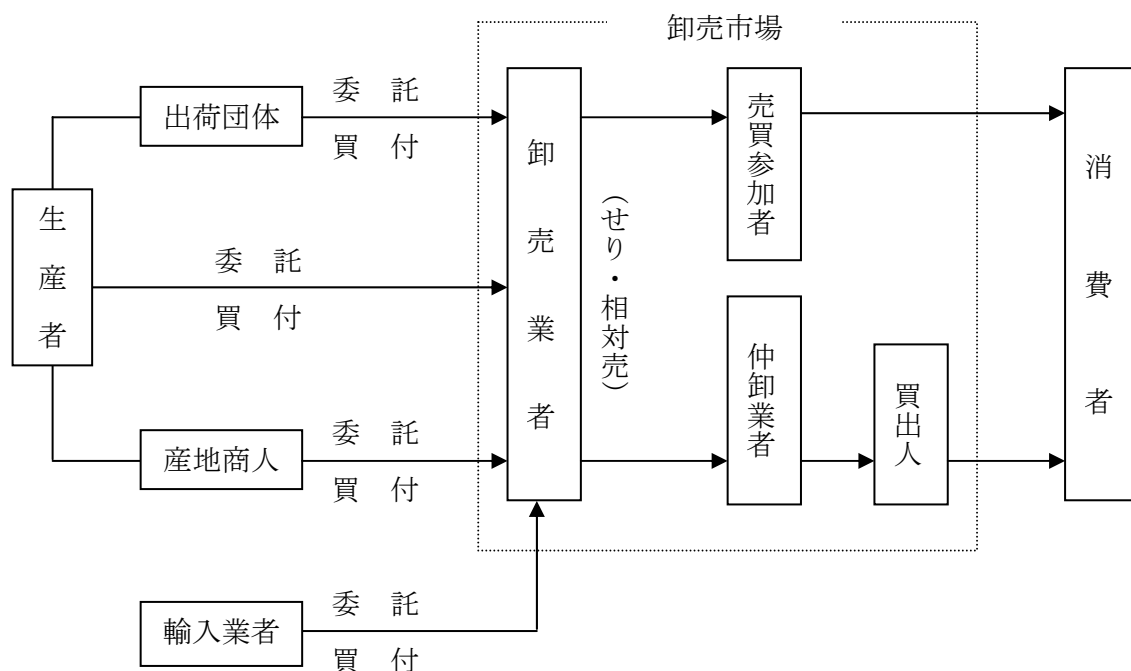 卸売市場
出荷団体
委　託
買　付
生産者
委　託
買　付
産地商人
委　託
買　付
輸入業者
委　託
買　付
卸売業者
（せり・相対売）
売買参加者
仲卸業者
買出人
消費者